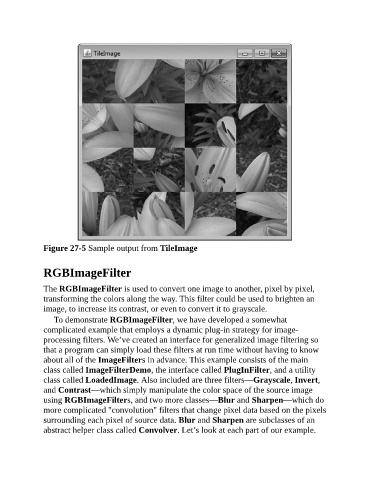 TileImage
Figure 27-5 Sample output from TileImage
RGBImageFilter
The RGBImageFilter is used to convert one image to another, pixel by pixel,
transforming the colors along the way. This filter could be used to brighten an
image, to increase its contrast, or even to convert it to grayscale.
To demonstrate RGBImageFilter, we have developed a somewhat
complicated example that employs a dynamic plug-in strategy for image-
processing filters. We've created an interface for generalized image filtering so
that a program can simply load these filters at run time without having to know
about all of the ImageFilters in advance. This example consists of the main
class called ImageFilterDemo, the interface called PlugInFilter, and a utility
class called LoadedImage. Also included are three filters—Grayscale, Invert,
and Contrast—which simply manipulate the color space of the source image
using RGBImageFilters, and two more classes—Blur and Sharpen—which do
more complicated "convolution" filters that change pixel data based on the pixels
surrounding each pixel of source data. Blur and Sharpen are subclasses of an
abstract helper class called Convolver. Let's look at each part of our example.